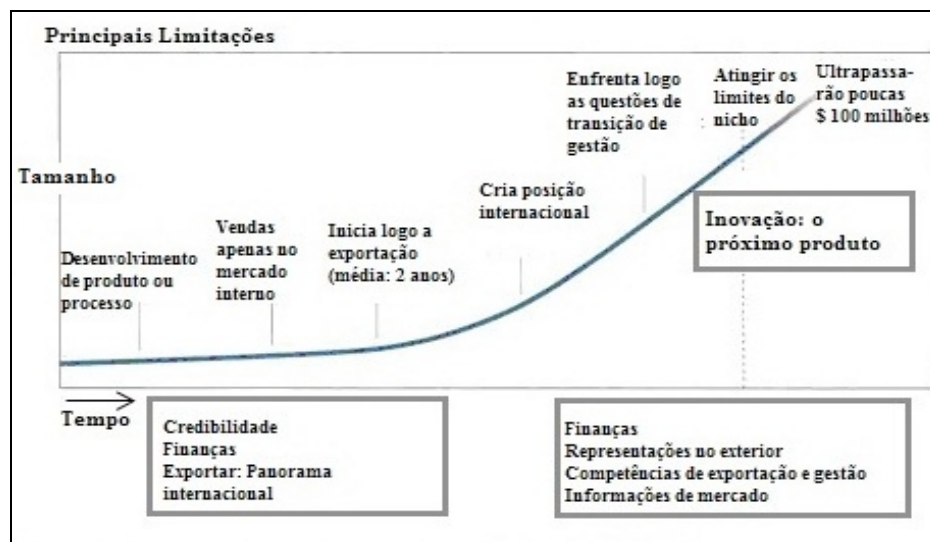 Principais Limitações
Tamanho
Desenvolvimento
de produto ou
processo
Vendas
apenas no
mercado
interno
Inicia logo a
exportação
(média: 2 anos)
Cria posição
internacional
Enfrenta logo
as questões de
transição de
gestão
Atingir os
limites do
nicho
Ultrapassa-
rão poucas
$ 100 milhões
Inovação: o
próximo produto
Tempo
Credibilidade
Finanças
Exportar: Panorama
internacional
Finanças
Representações no exterior
Competências de exportação e gestão
Informações de mercado